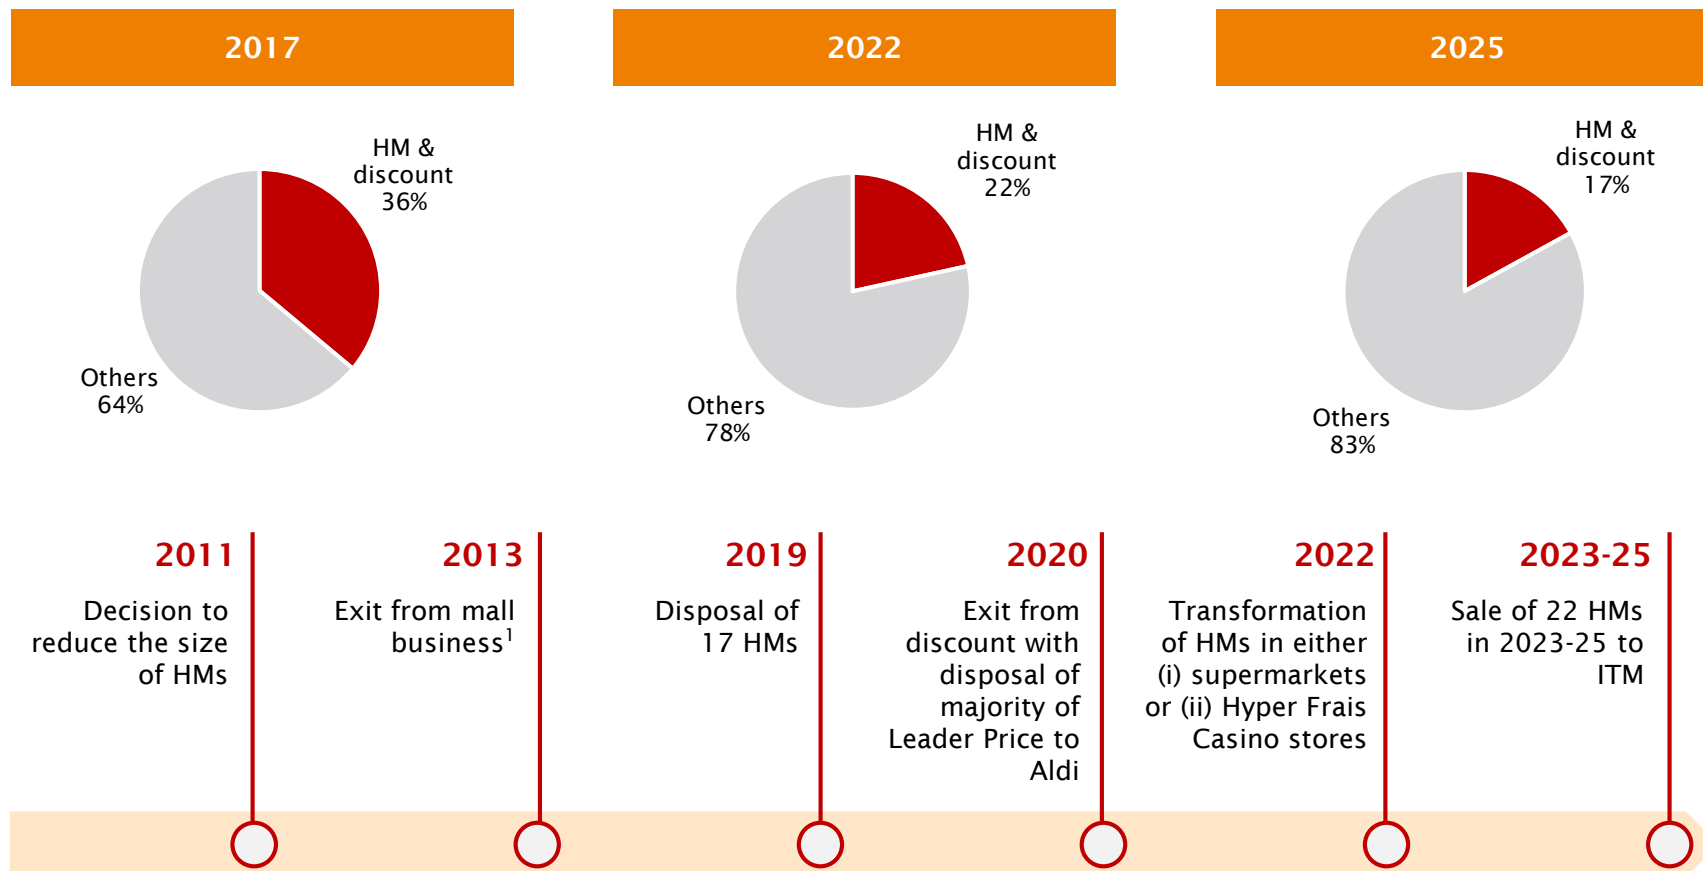 2017
2022
2025
HM &
discount
36%
Others
64%
HM &
discount
22%
Others
78%
HM &
discount
17%
Others
83%
2011
Decision to
reduce the size
of HMs
2013
Exit from mall
business¹
2019
Disposal of
17 HMs
2020
Exit from
discount with
disposal of
majority of
Leader Price to
Aldi
2022
Transformation
of HMs in either
(i) supermarkets
or (ii) Hyper Frais
Casino stores
2023-25
Sale of 22 HMs
in 2023-25 to
ITM